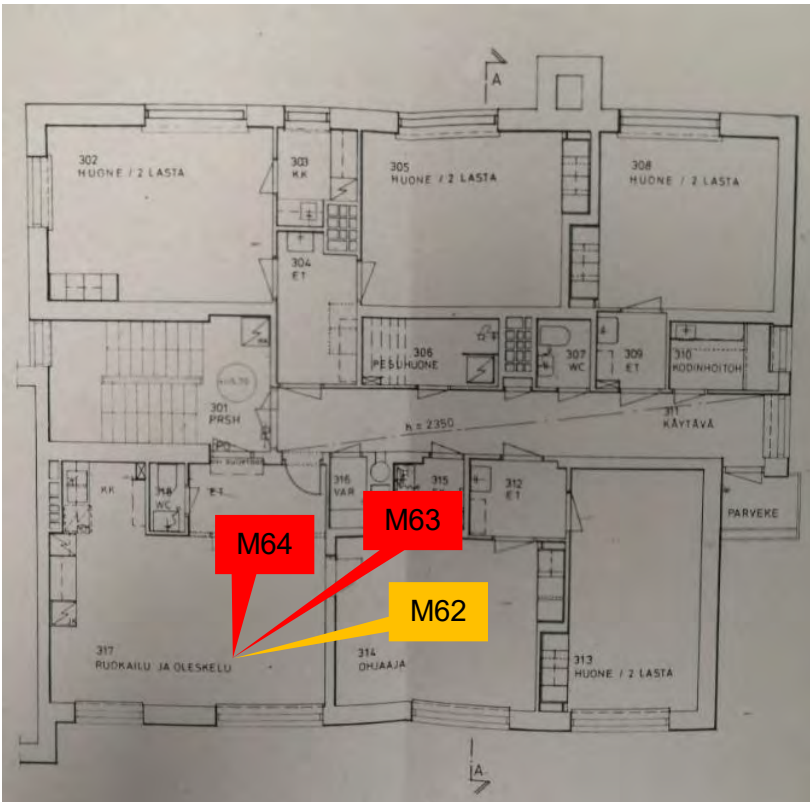 A
302
HUONE / 2 LASTA
303
KK
305
HUONE / 2 LASTA
308
HUONE / 2 LASTA
304
ET
306
PESUHUONE
307
WC
309
ET
310
KODINHOITOH
301
PRSH
h = 2350
311
KÄYTÄVÄ
KK
318
WC
ET
316
VAR
315
312
ET
PARVEKE
M64
M63
M62
317
RUOKAILU JA OLESKELU
314
OHJAAJA
313
HUONE / 2 LASTA
A